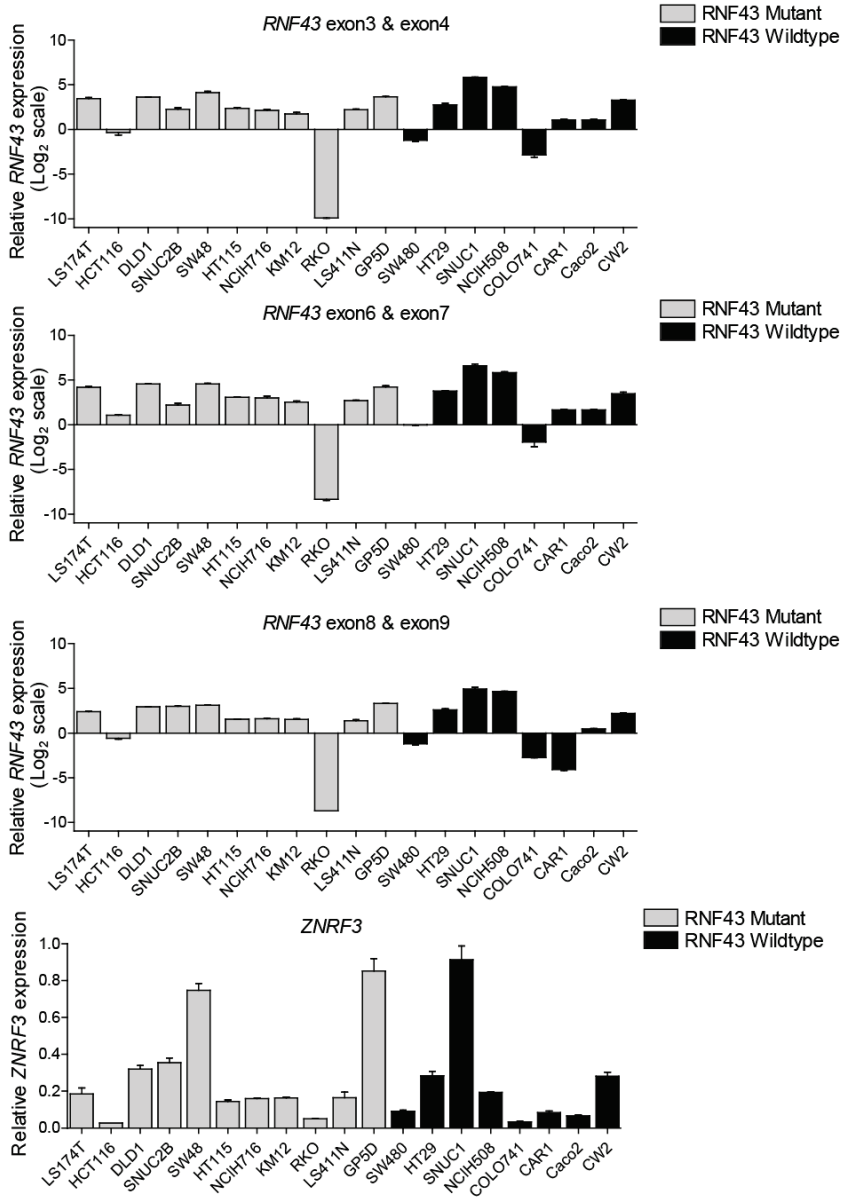 RNF43 exon3 & exon4
RNF43 Mutant
RNF43 Wildtype
Relative RNF43 expression
(Log2 scale)
10
5
0
-5
-10
LS174T
HCT116
DLD1
SNUC2B
SW48
HT115
NCIH716
KM12
RKO
LS411N
GP5D
SW480
HT29
SNUC1
NCIH508
COLO741
CAR1
Caco2
CW2
RNF43 exon6 & exon7
RNF43 Mutant
RNF43 Wildtype
Relative RNF43 expression
(Log2 scale)
10
5
0
-5
-10
LS174T
HCT116
DLD1
SNUC2B
SW48
HT115
NCIH716
KM12
RKO
LS411N
GP5D
SW480
HT29
SNUC1
NCIH508
COLO741
CAR1
Caco2
CW2
RNF43 exon8 & exon9
RNF43 Mutant
RNF43 Wildtype
Relative RNF43 expression
(Log2 scale)
10
5
0
-5
-10
LS174T
HCT116
DLD1
SNUC2B
SW48
HT115
NCIH716
KM12
RKO
LS411N
GP5D
SW480
HT29
SNUC1
NCIH508
COLO741
CAR1
Caco2
CW2
ZNRF3
RNF43 Mutant
RNF43 Wildtype
Relative ZNRF3 expression
1.0
0.8
0.6
0.4
0.2
0.0
LS174T
HCT116
DLD1
SNUC2B
SW48
HT115
NCIH716
KM12
RKO
LS411N
GP5D
SW480
HT29
SNUC1
NCIH508
COLO741
CAR1
Caco2
CW2